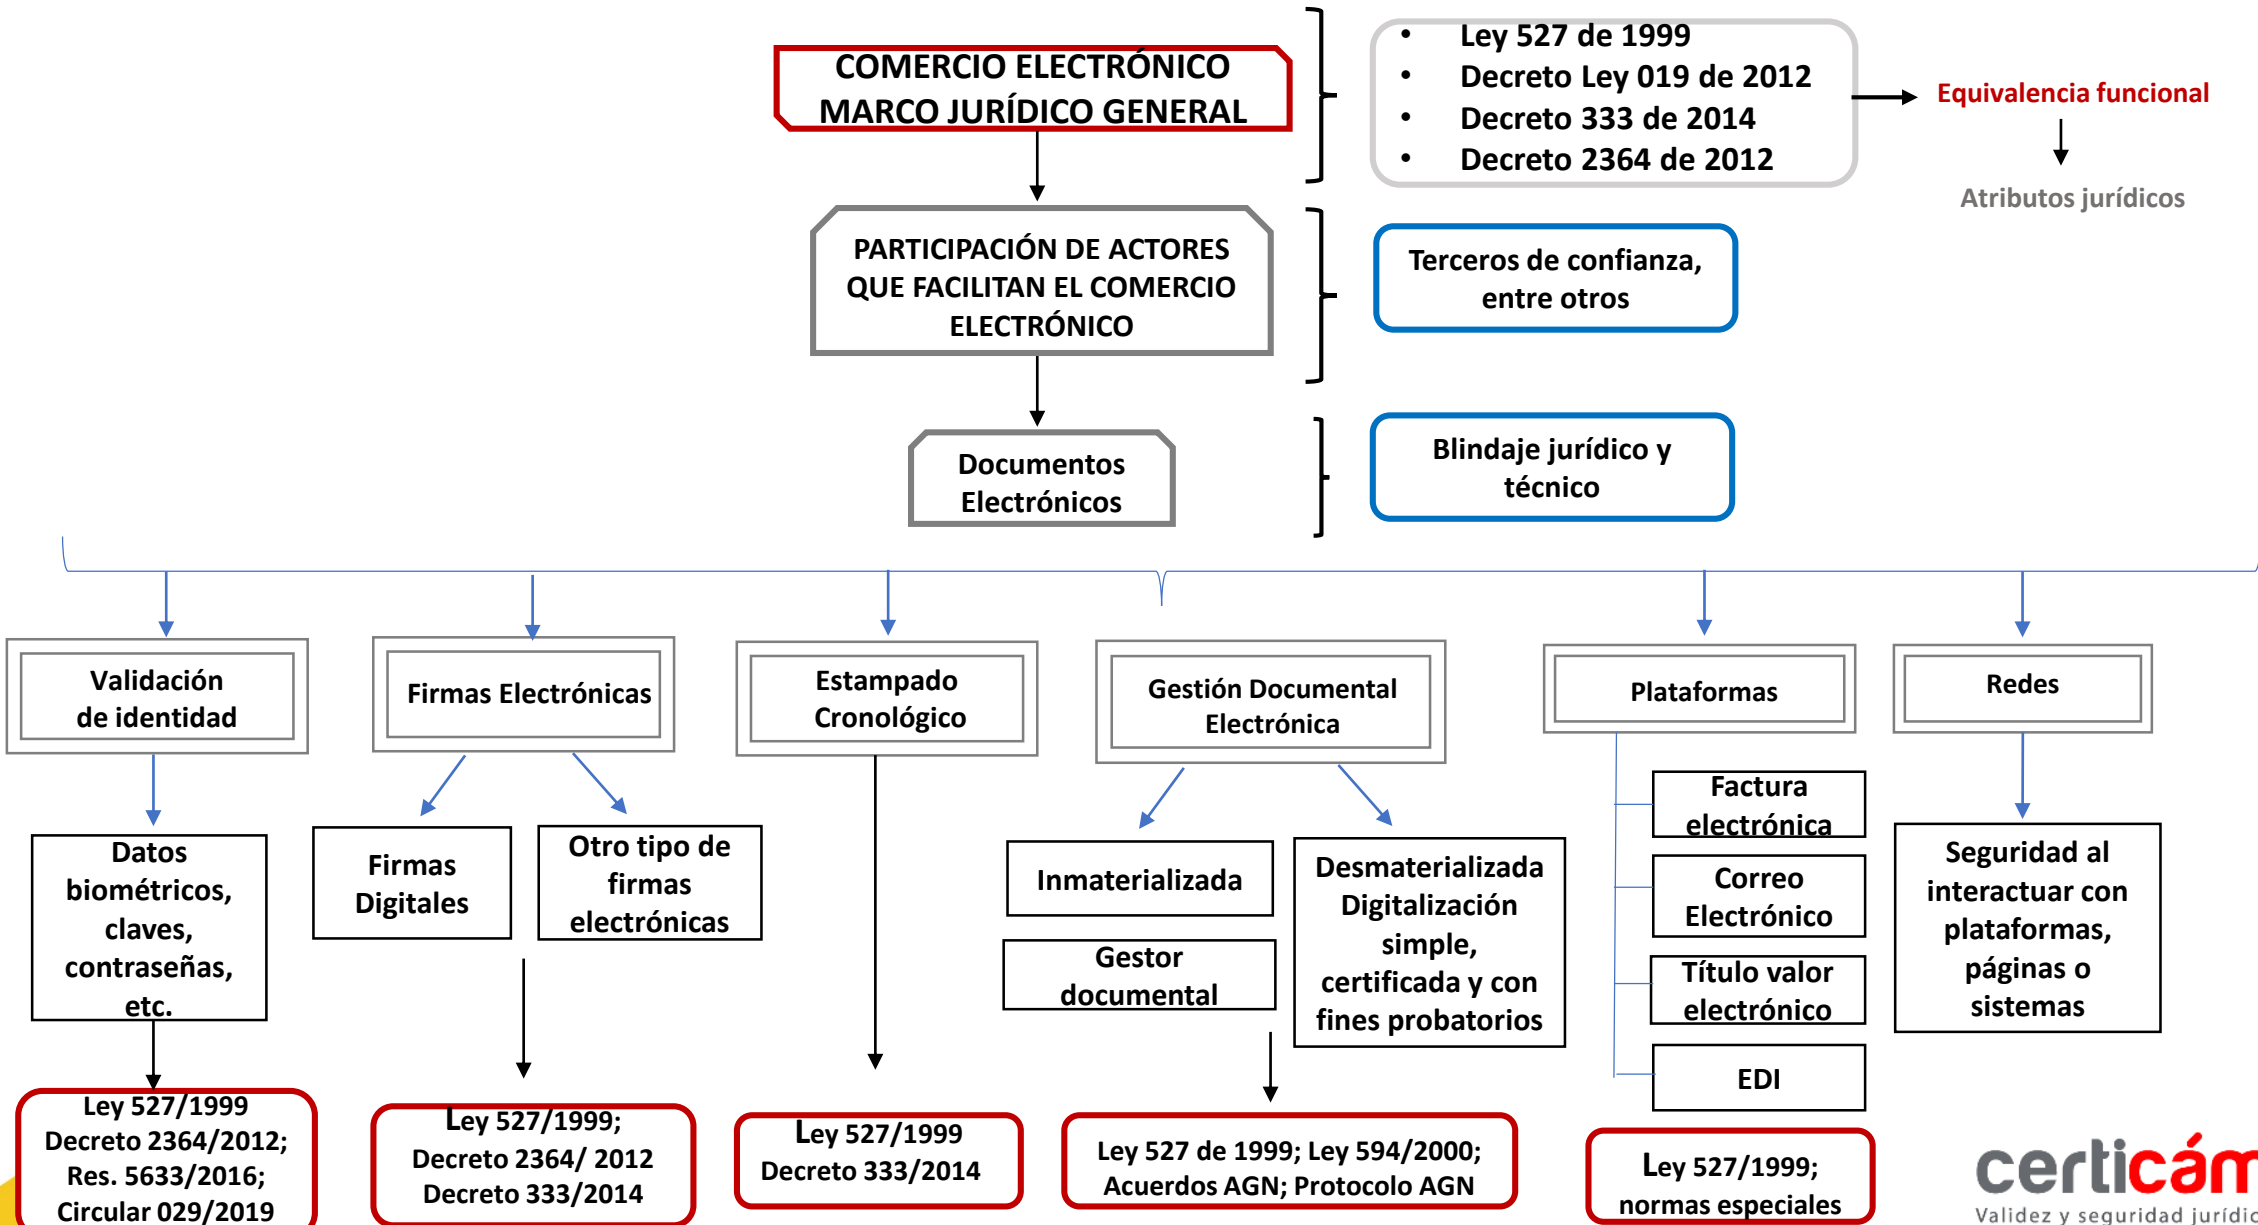 COMERCIO ELECTRÓNICO
MARCO JURÍDICO GENERAL
• Ley 527 de 1999
• Decreto Ley 019 de 2012
• Decreto 333 de 2014
• Decreto 2364 de 2012
Equivalencia funcional
Atributos jurídicos
PARTICIPACIÓN DE ACTORES
QUE FACILITAN EL COMERCIO
ELECTRÓNICO
Terceros de confianza,
entre otros
Documentos
Electrónicos
Blindaje jurídico y
técnico
Validación
de identidad
Firmas Electrónicas
Estampado
Cronológico
Gestión Documental
Electrónica
Plataformas
Redes
Datos
biométricos,
claves,
contraseñas,
etc.
Firmas
Digitales
Otro tipo de
firmas
electrónicas
Inmaterializada
Gestor
documental
Desmaterializada
Digitalización
simple,
certificada y con
fines probatorios
Factura
electrónica
Correo
Electrónico
Título valor
electrónico
EDI
Seguridad al
interactuar con
plataformas,
páginas o
sistemas
Ley 527/1999
Decreto 2364/2012;
Res. 5633/2016;
Circular 029/2019
Ley 527/1999;
Decreto 2364/ 2012
Decreto 333/2014
Ley 527/1999
Decreto 333/2014
Ley 527 de 1999; Ley 594/2000;
Acuerdos AGN; Protocolo AGN
Ley 527/1999;
normas especiales
certicám
Validez y seguridad jurídic